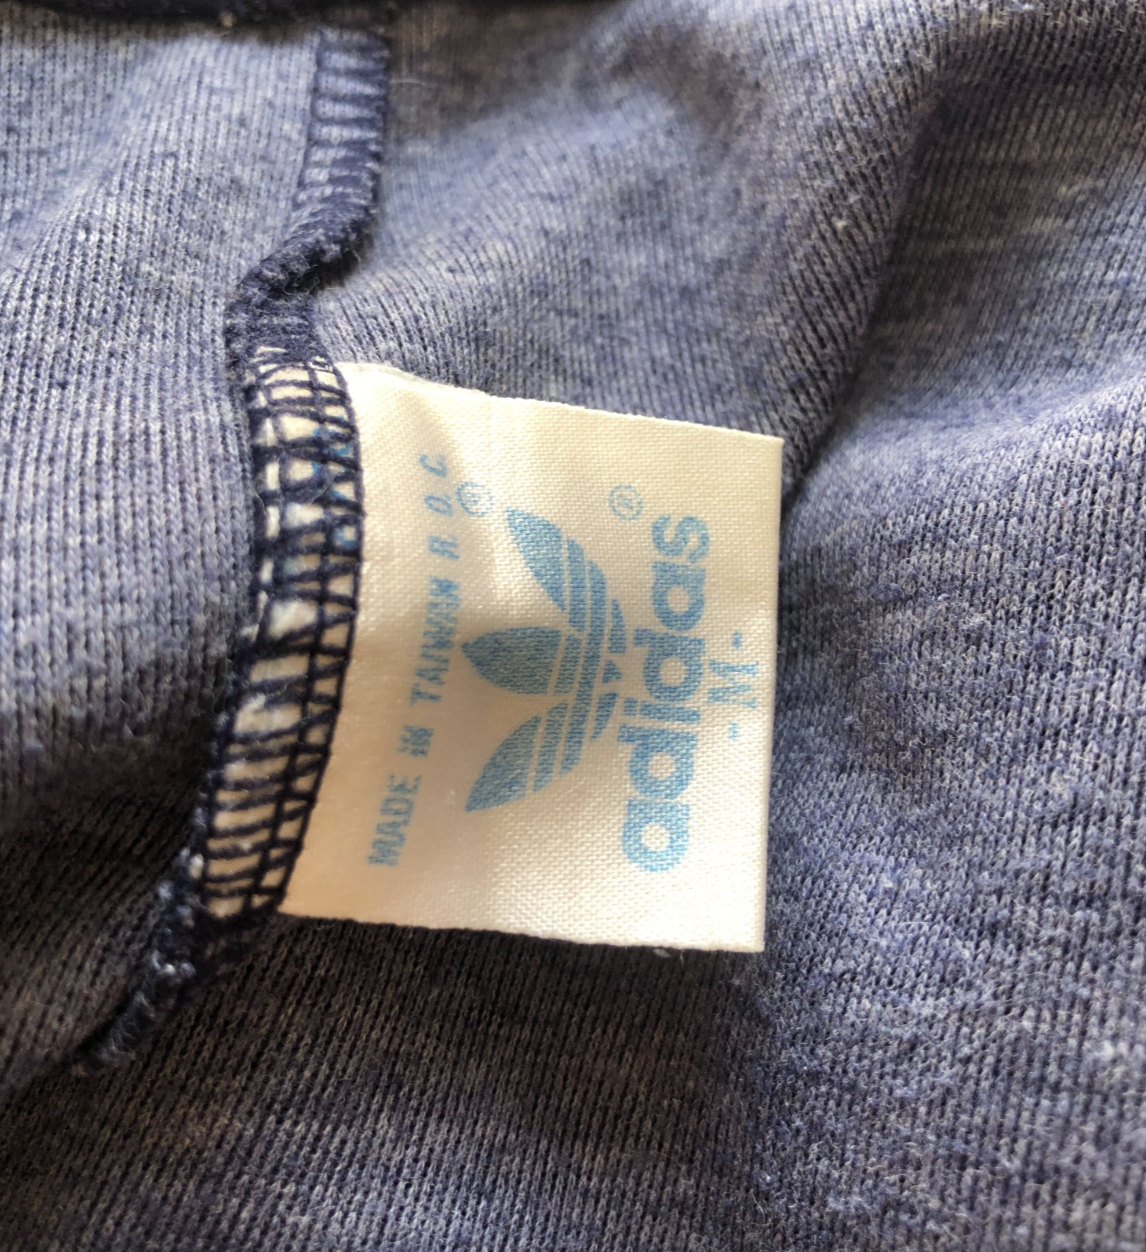 MADE IN TAIWAN R.O.C
®
adidas®
-M-